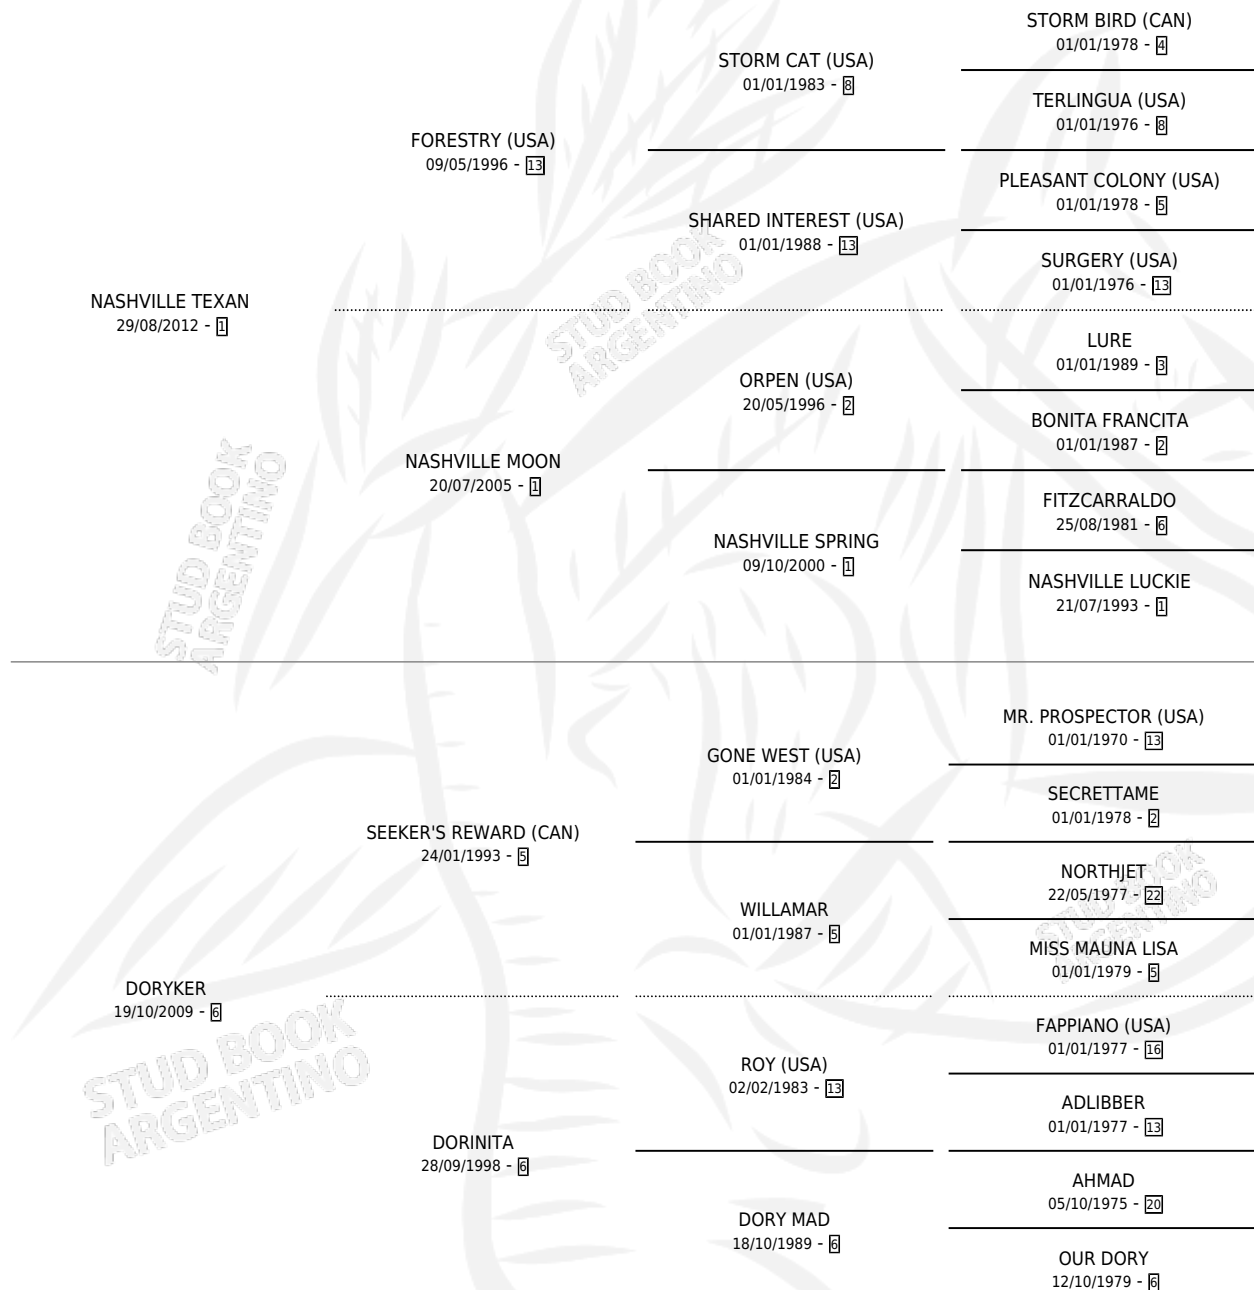 STORM BIRD (CAN)
01/01/1978 - 4
STORM CAT (USA)
01/01/1983 - 8
TERLINGUA (USA)
01/01/1976 - 8
FORESTRY (USA)
09/05/1996 - 13
PLEASANT COLONY (USA)
01/01/1978 - 5
SHARED INTEREST (USA)
01/01/1988 - 13
SURGERY (USA)
01/01/1976 - 13
NASHVILLE TEXAN
29/08/2012 - 1
LURE
01/01/1989 - 3
ORPEN (USA)
20/05/1996 - 2
BONITA FRANCITA
01/01/1987 - 2
NASHVILLE MOON
20/07/2005 - 1
FITZCARRALDO
25/08/1981 - 6
NASHVILLE SPRING
09/10/2000 - 1
NASHVILLE LUCKIE
21/07/1993 - 1
STUD BOOK
ARGENTINO
STUD BOOK
ARGENTINO
MR. PROSPECTOR (USA)
01/01/1970 - 13
GONE WEST (USA)
01/01/1984 - 2
SECRETTAME
01/01/1978 - 2
SEEKER'S REWARD (CAN)
24/01/1993 - 5
NORTHJET
22/05/1977 - 22
WILLAMAR
01/01/1987 - 5
MISS MAUNA LISA
01/01/1979 - 5
DORYKER
19/10/2009 - 6
FAPPIANO (USA)
01/01/1977 - 16
ROY (USA)
02/02/1983 - 13
ADLIBBER
01/01/1977 - 13
DORINITA
28/09/1998 - 6
AHMAD
05/10/1975 - 20
DORY MAD
18/10/1989 - 6
OUR DORY
12/10/1979 - 6
STUD BOOK
ARGENTINO
STUD BOOK
ARGENTINO